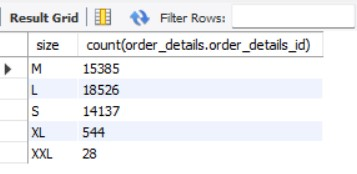 Result Grid Filter Rows:
size count(order_details.order_details_id)
M 15385
L 18526
S 14137
XL 544
XXL 28